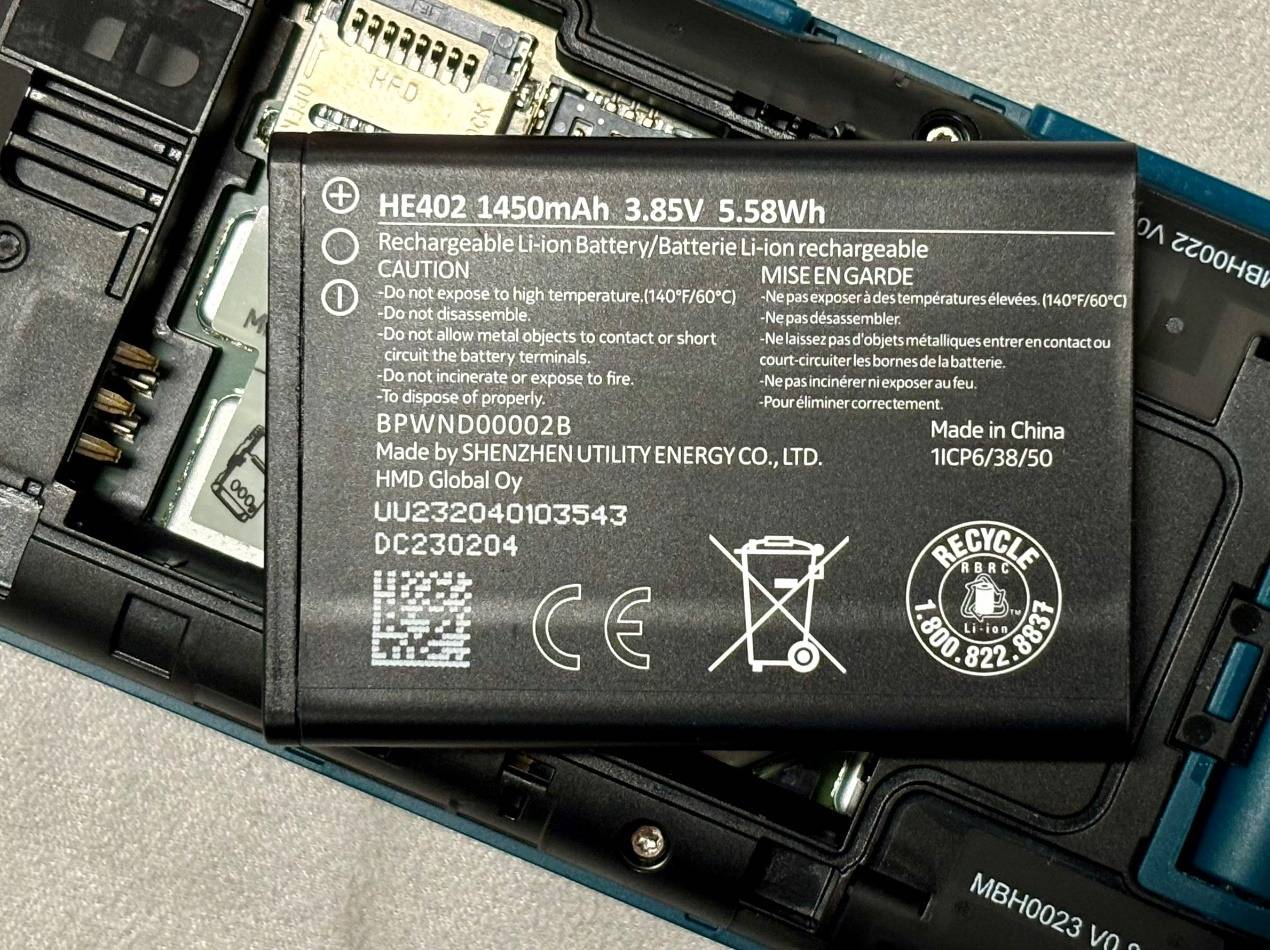 HFD
OPEN
HE402 1450mAh 3.85V 5.58Wh
Rechargeable Li-ion Battery/Batterie Li-ion rechargeable
CAUTION
-Do not expose to high temperature.(140°F/60°C)
-Do not disassemble.
-Do not allow metal objects to contact or short
circuit the battery terminals.
-Do not incinerate or expose to fire.
-To dispose of properly.
MISE EN GARDE
-Ne pas exposer à des températures élevées. (140°F/60°C)
-Ne pas désassembler.
-Ne laissez pas d'objets métalliques entrer en contact ou
court-circuiter les bornes de la batterie.
-Ne pas incinérer ni exposer au feu.
-Pour éliminer correctement.
BPWND00002B
Made by SHENZHEN UTILITY ENERGY CO., LTD.
HMD Global Oy
Made in China
1ICP6/38/50
UU232040103543
DC230204
CE
RECYCLE
RBRC
TM
Li-ion
1.800.822.8837
MBH0022 V0
MBH0023 V0